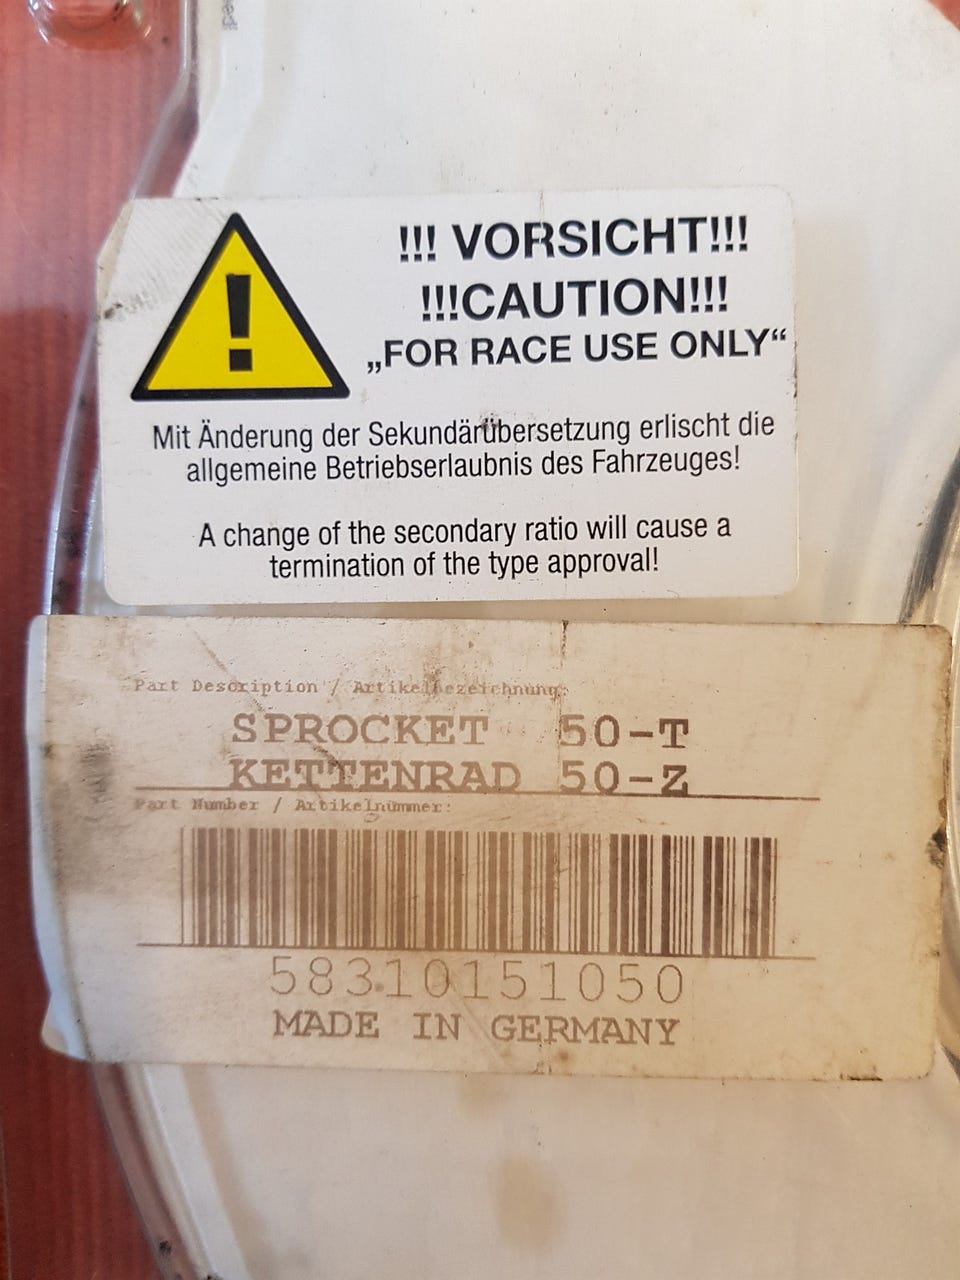 !!! VORSICHT!!!
!!!CAUTION!!!
„FOR RACE USE ONLY“
Mit Änderung der Sekundärübersetzung erlischt die
allgemeine Betriebserlaubnis des Fahrzeuges!
A change of the secondary ratio will cause a
termination of the type approval!
Part Description / Artikelbezeichnung:
SPROCKET 50-T
KETTENRAD 50-Z
Part Number / Artikelnummer:
58310151050
MADE IN GERMANY